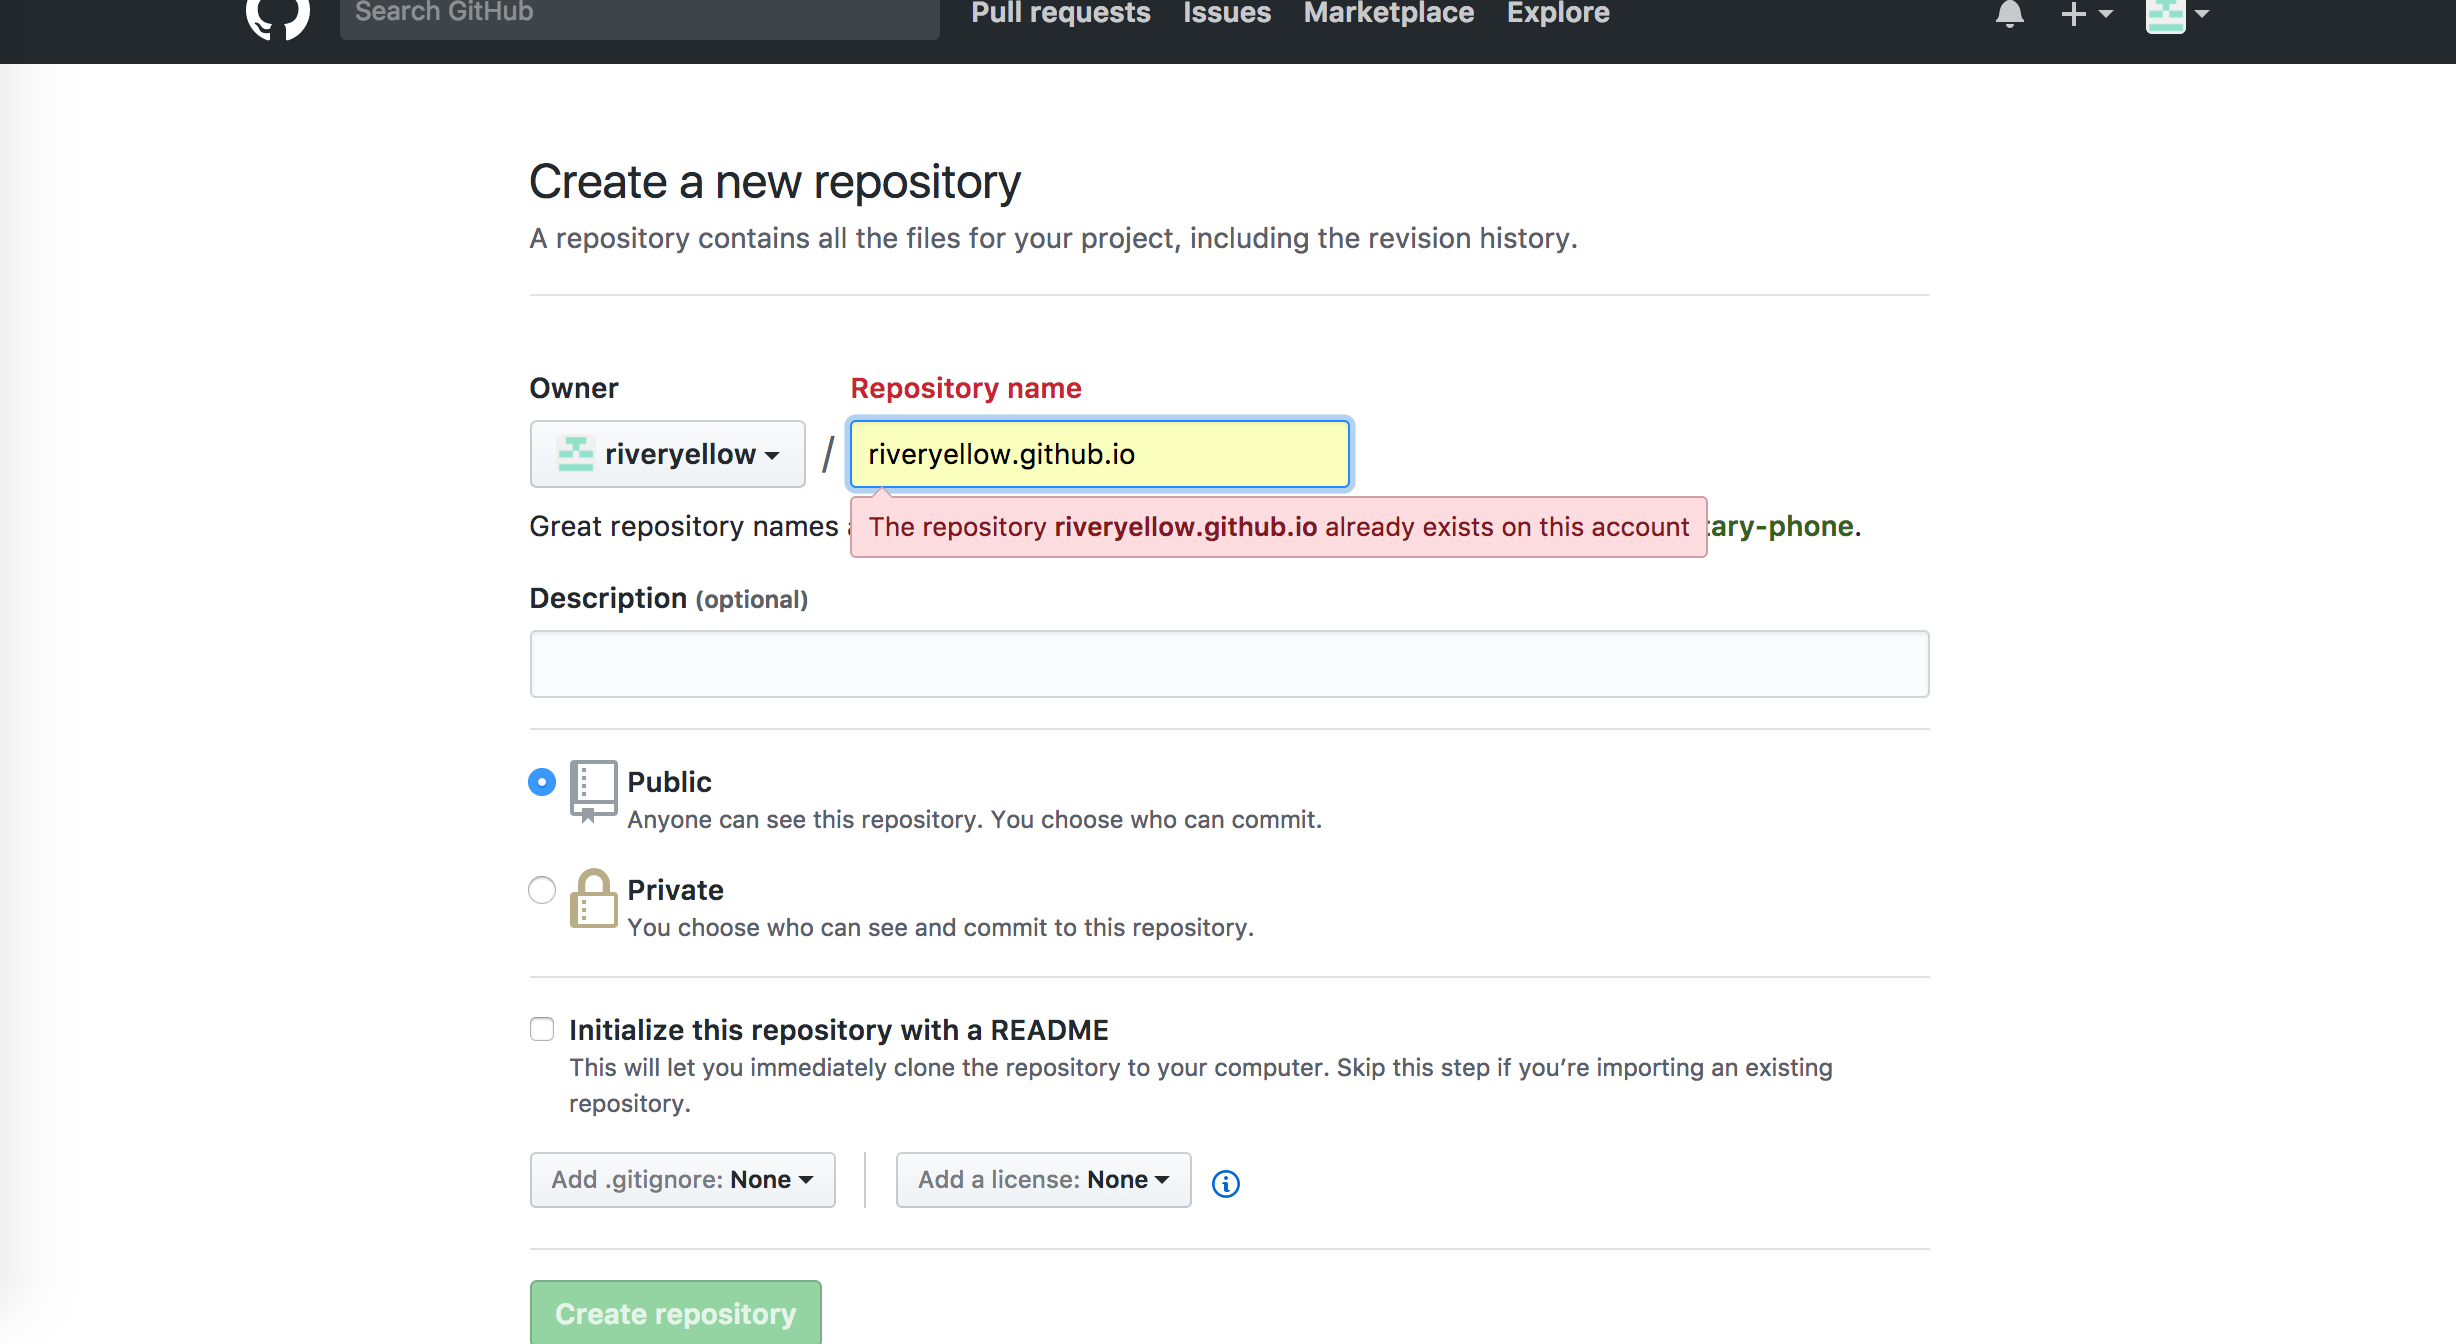 Search GitHub
Pull requests Issues Marketplace Explore
Create a new repository
A repository contains all the files for your project, including the revision history.
Owner
Repository name
riveryellow / riveryellow.github.io
Great repository names
The repository riveryellow.github.io already exists on this account
ary-phone.
Description (optional)
Public
Anyone can see this repository. You choose who can commit.
Private
You choose who can see and commit to this repository.
Initialize this repository with a README
This will let you immediately clone the repository to your computer. Skip this step if you’re importing an existing
repository.
Add .gitignore: None Add a license: None
Create repository